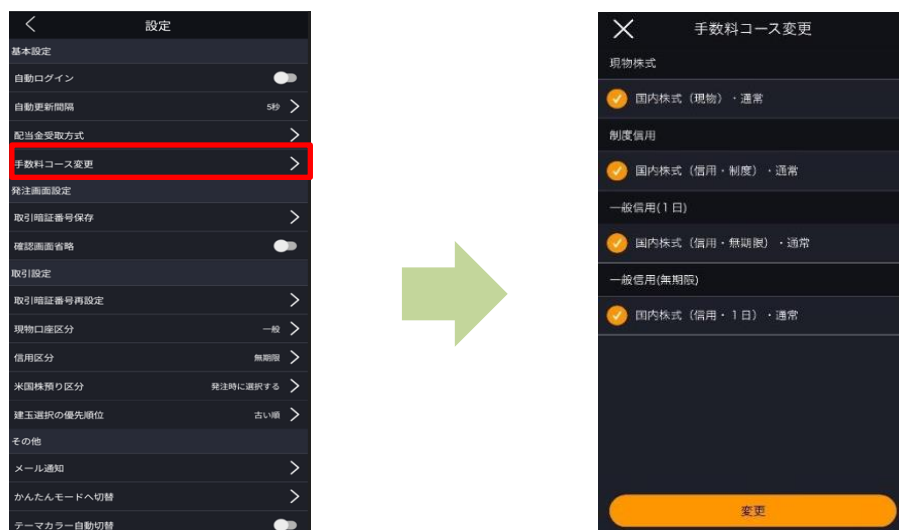 設定
基本設定
自動ログイン
自動更新間隔 5秒
配当金受取方式
手数料コース変更
発注画面設定
取引暗証番号保存
確認画面省略
取引設定
取引暗証番号再設定
現物口座区分 一般
信用区分 無期限
米国株預り区分 発注時に選択する
建玉選択の優先順位 古い順
その他
メール通知
かんたんモードへ切替
テーマカラー自動切替
手数料コース変更
現物株式
国内株式（現物）・通常
制度信用
国内株式（信用・制度）・通常
一般信用(１日)
国内株式（信用・無期限）・通常
一般信用(無期限)
国内株式（信用・１日）・通常
変更